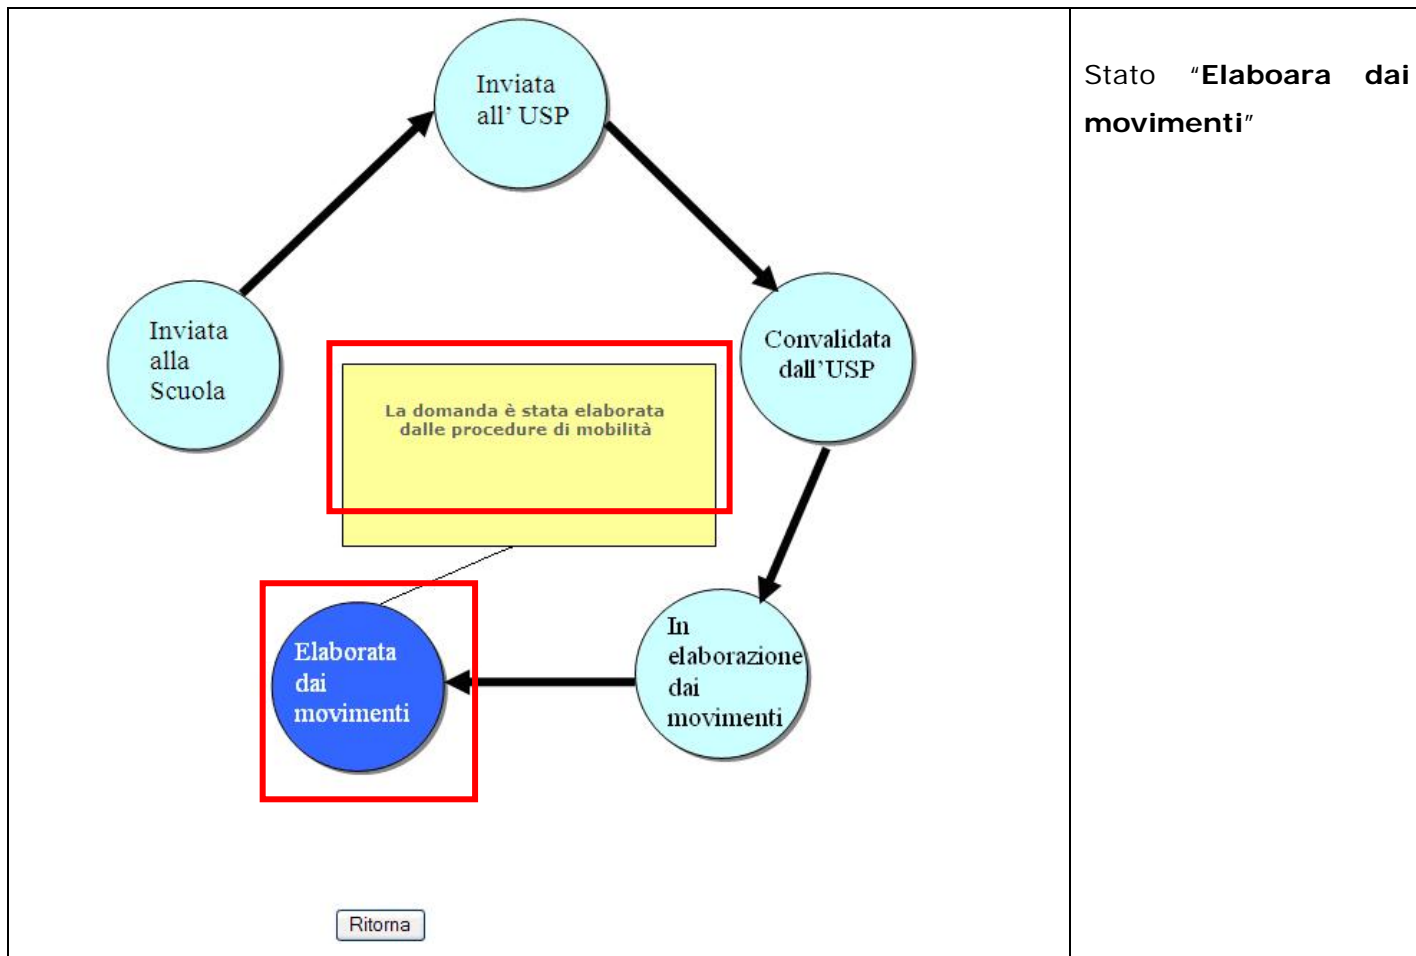 Inviata
all' USP
Inviata
alla
Scuola
Convalidata
dall'USP
La domanda è stata elaborata
dalle procedure di mobilità
In
elaborazione
dai
movimenti
Elaborata
dai
movimenti
Ritorna
Stato "Elaboara dai
movimenti"